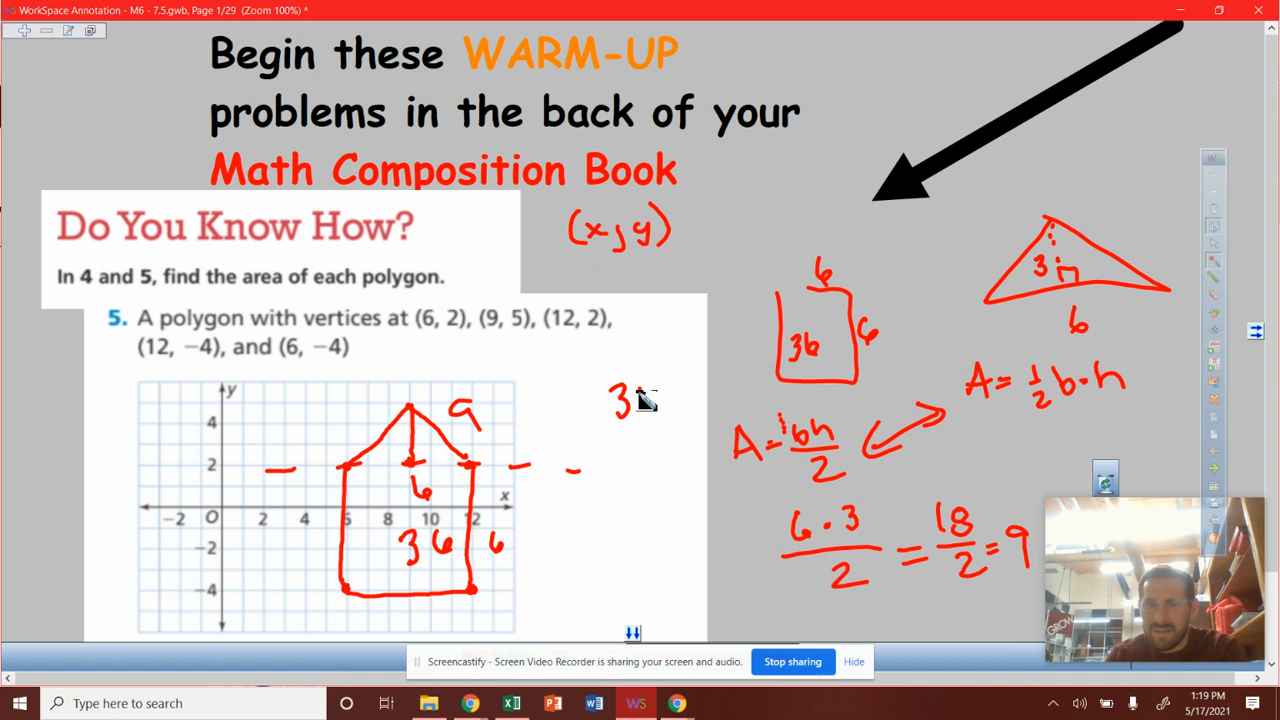 WorkSpace Annotation - M6 - 7.5.gwb, Page 1/29 (Zoom 100%) *
Begin these WARM-UP
problems in the back of your
Math Composition Book
Do You Know How?
In 4 and 5, find the area of each polygon.
(x, y)
5. A polygon with vertices at (6, 2), (9, 5), (12, 2),
(12, −4), and (6, −4)
y
4
2
x
−2 O 2 4 6 8 10 12
−2
−4
9
6
36 6
3
6
36 6
3
6
A = bh/2
A = 1/2 b·h
6·3/2 = 18/2 = 9
GROW
Screencastify - Screen Video Recorder is sharing your screen and audio. Stop sharing Hide
Type here to search
WS
1:19 PM
5/17/2021